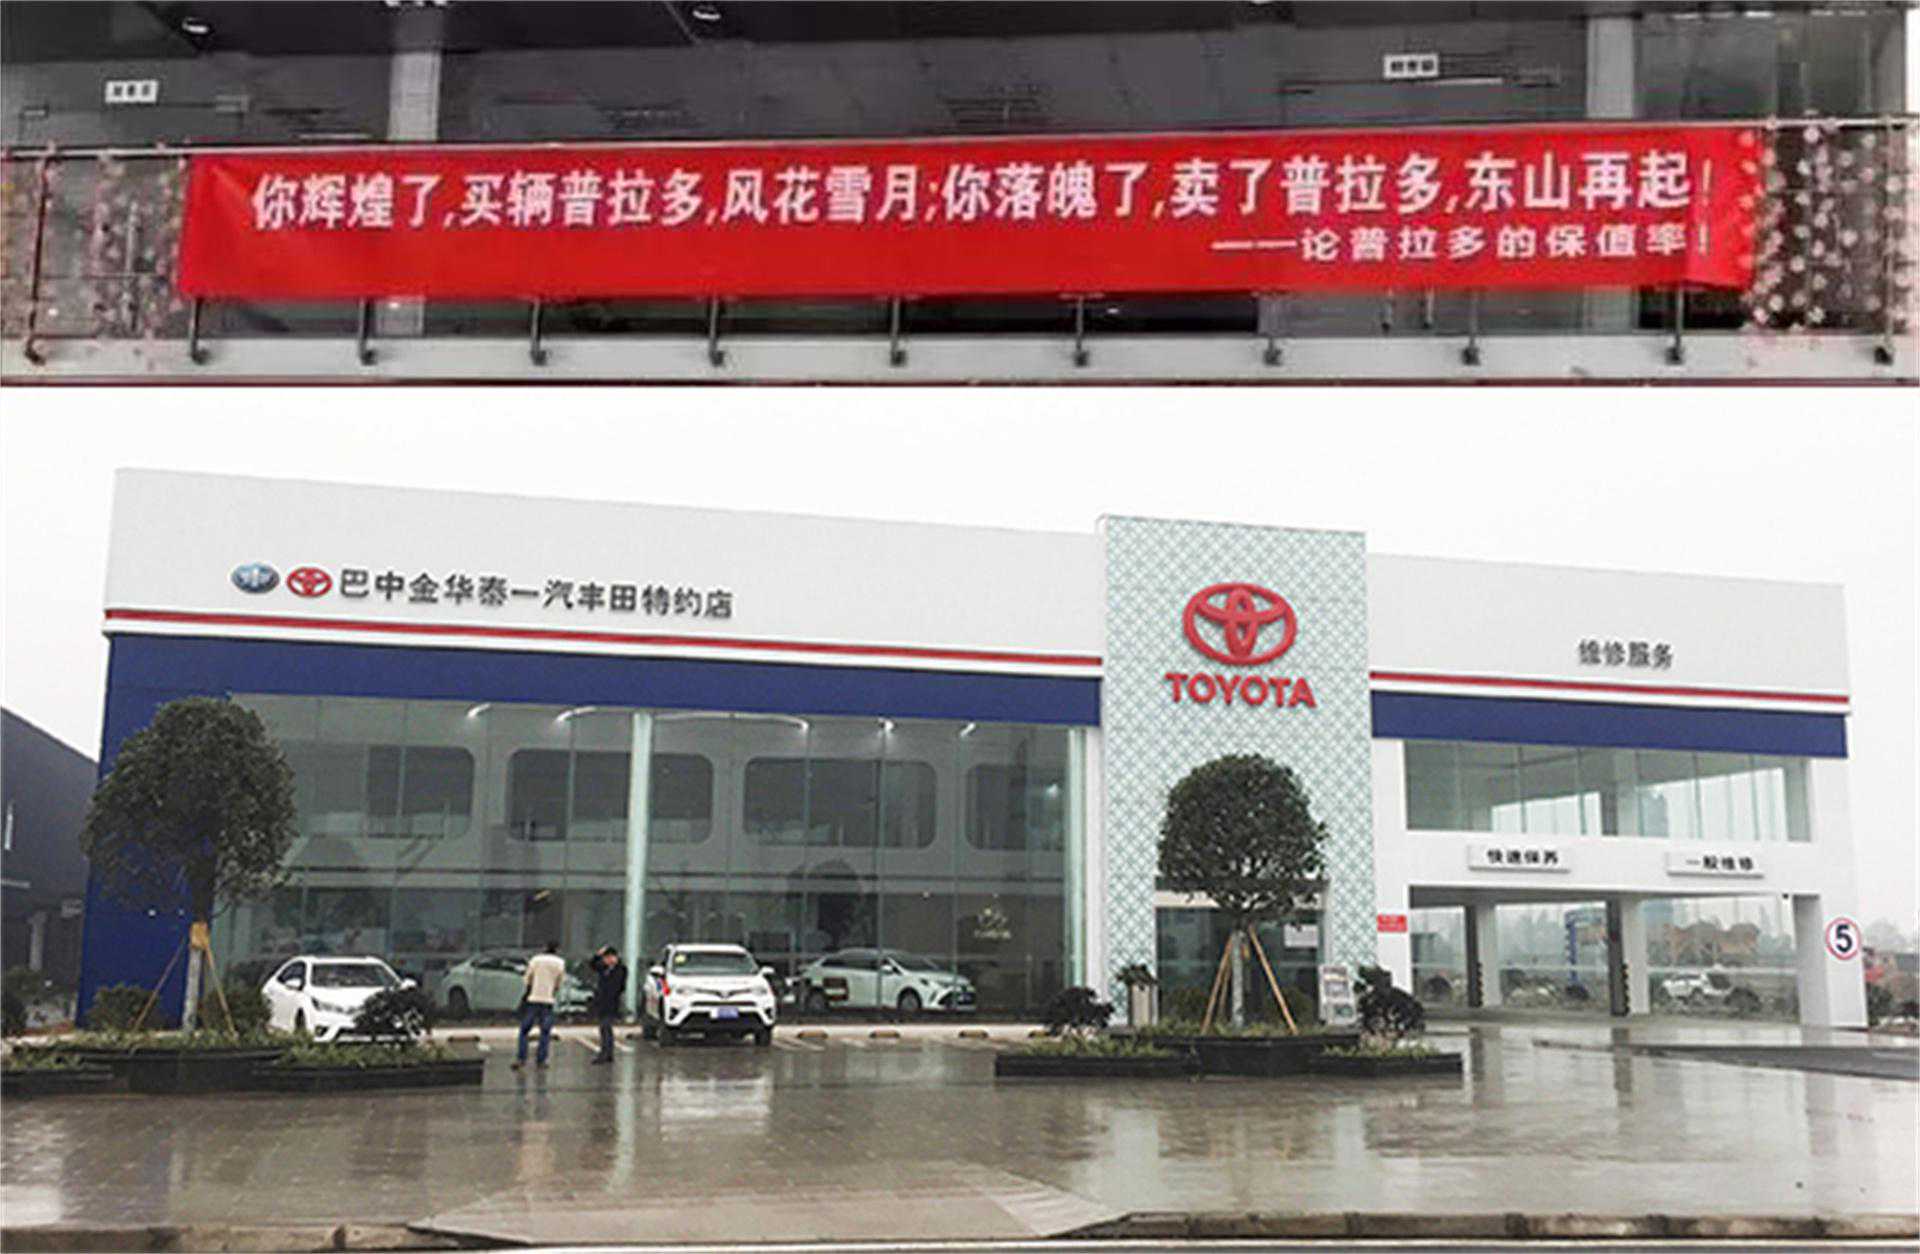 你辉煌了,买辆普拉多,风花雪月;你落魄了,卖了普拉多,东山再起!
——论普拉多的保值率!
巴中金华泰一汽丰田特约店
TOYOTA
维修服务
快速保养
一般维修
5